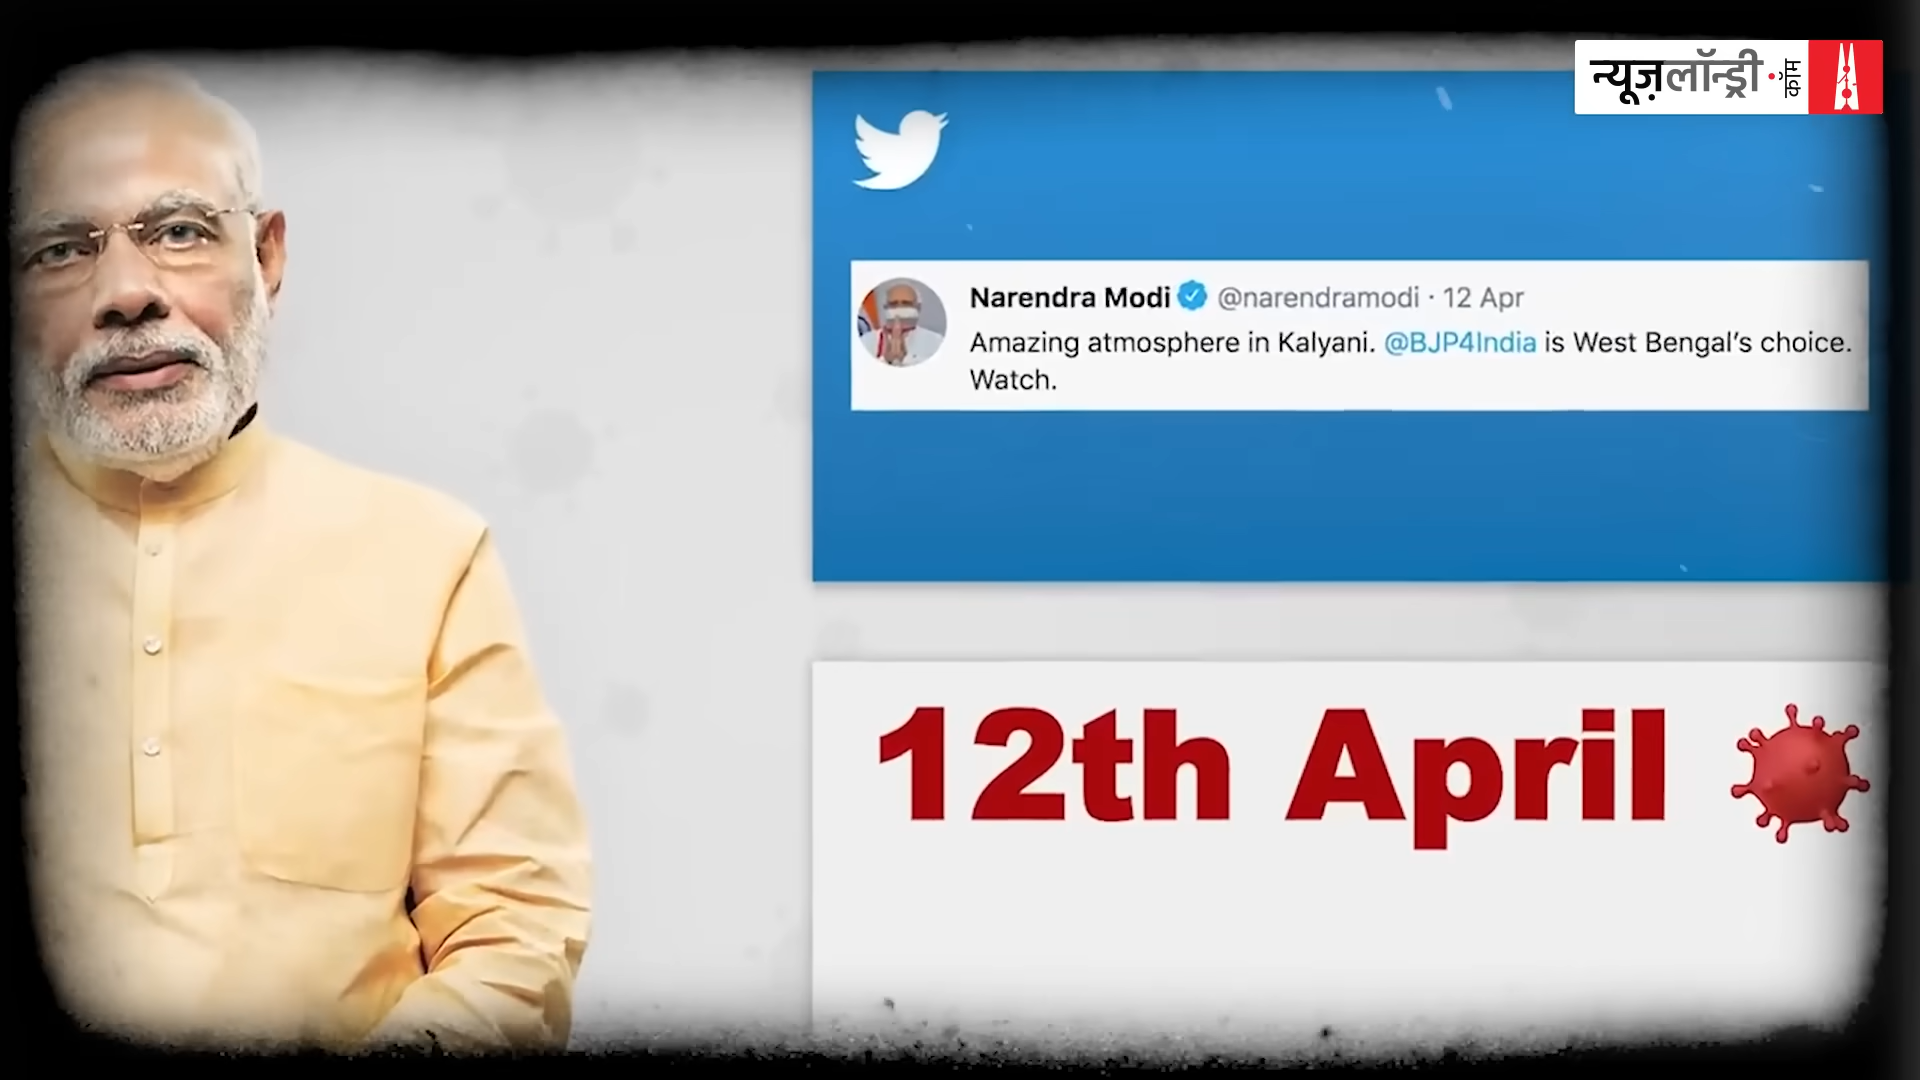 न्यूज़लॉन्ड्री.कॉम
Narendra Modi @narendramodi · 12 Apr
Amazing atmosphere in Kalyani. @BJP4India is West Bengal's choice.
Watch.
12th April